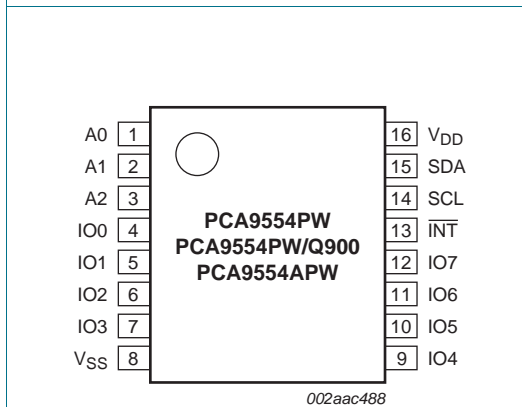 A0 1
A1 2
A2 3
IO0 4
IO1 5
IO2 6
IO3 7
VSS 8
PCA9554PW
PCA9554PW/Q900
PCA9554APW
16 VDD
15 SDA
14 SCL
13 INT
12 IO7
11 IO6
10 IO5
9 IO4
002aac488